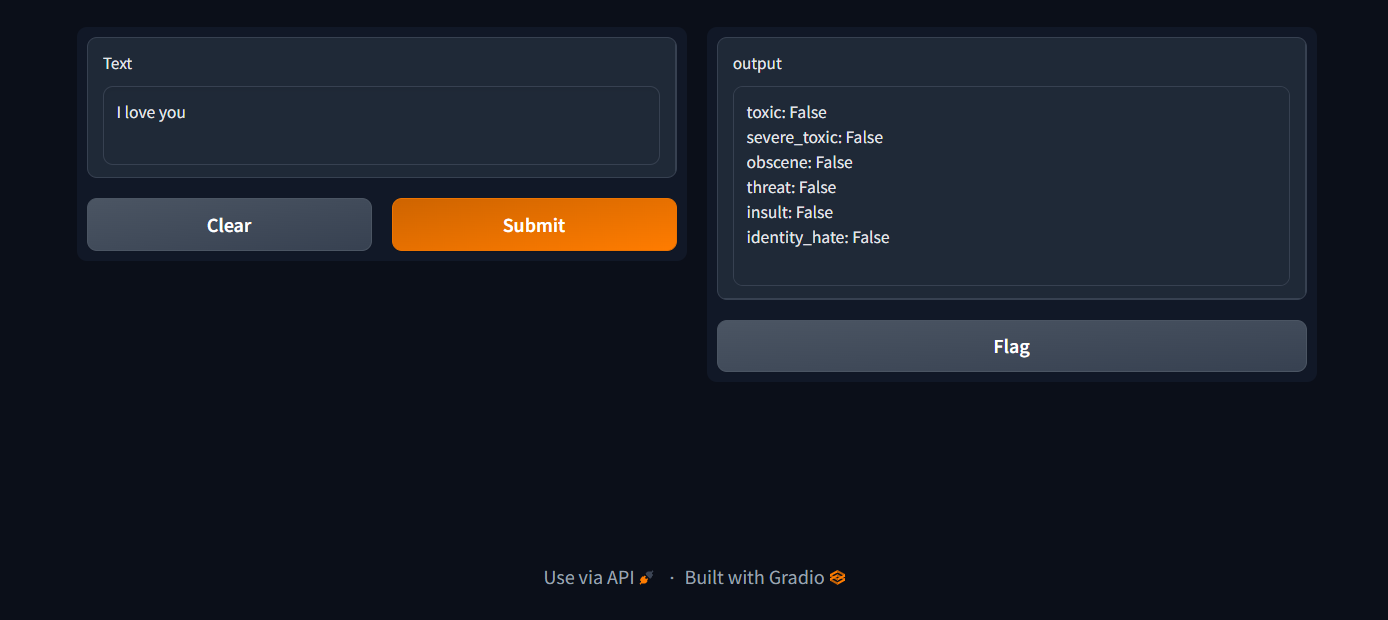 Text
I love you
Clear
Submit
output
toxic: False
severe_toxic: False
obscene: False
threat: False
insult: False
identity_hate: False
Flag
Use via API · Built with Gradio